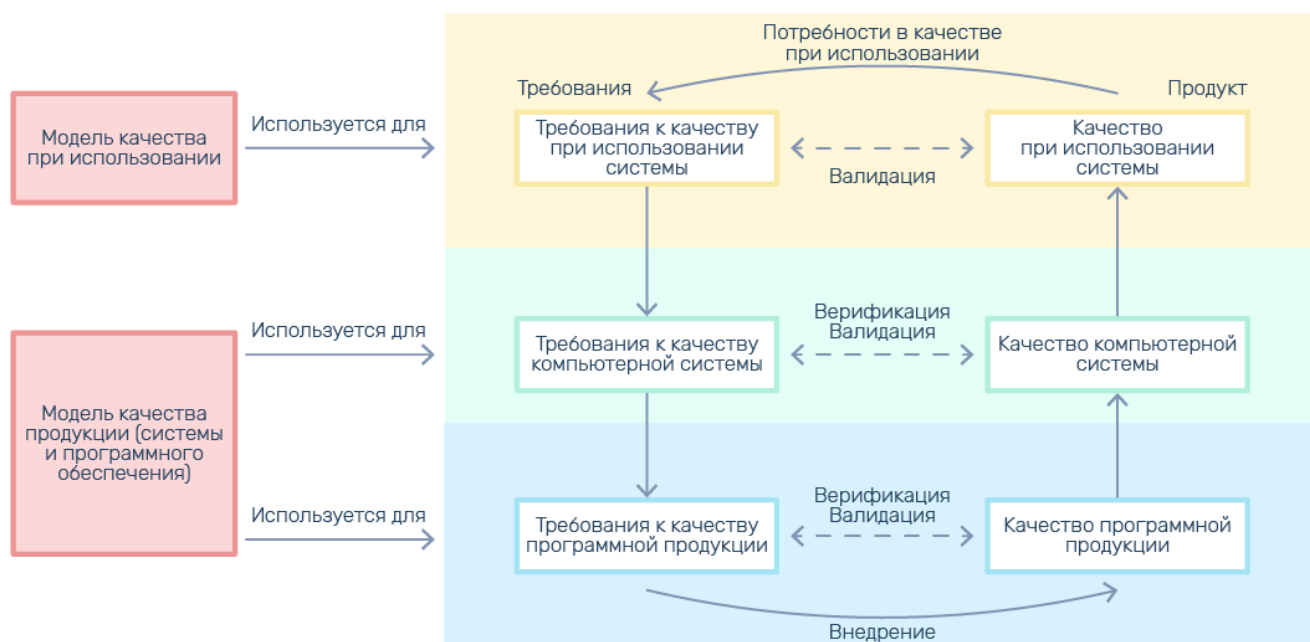 Потребности в качестве
при использовании
Требования
Продукт
Модель качества
при использовании
Используется для
Требования к качеству
при использовании
системы
Валидация
Качество
при использовании
системы
Модель качества
продукции (системы
и программного
обеспечения)
Используется для
Требования к качеству
компьютерной системы
Верификация
Валидация
Качество компьютерной
системы
Используется для
Требования к качеству
программной продукции
Верификация
Валидация
Качество программной
продукции
Внедрение